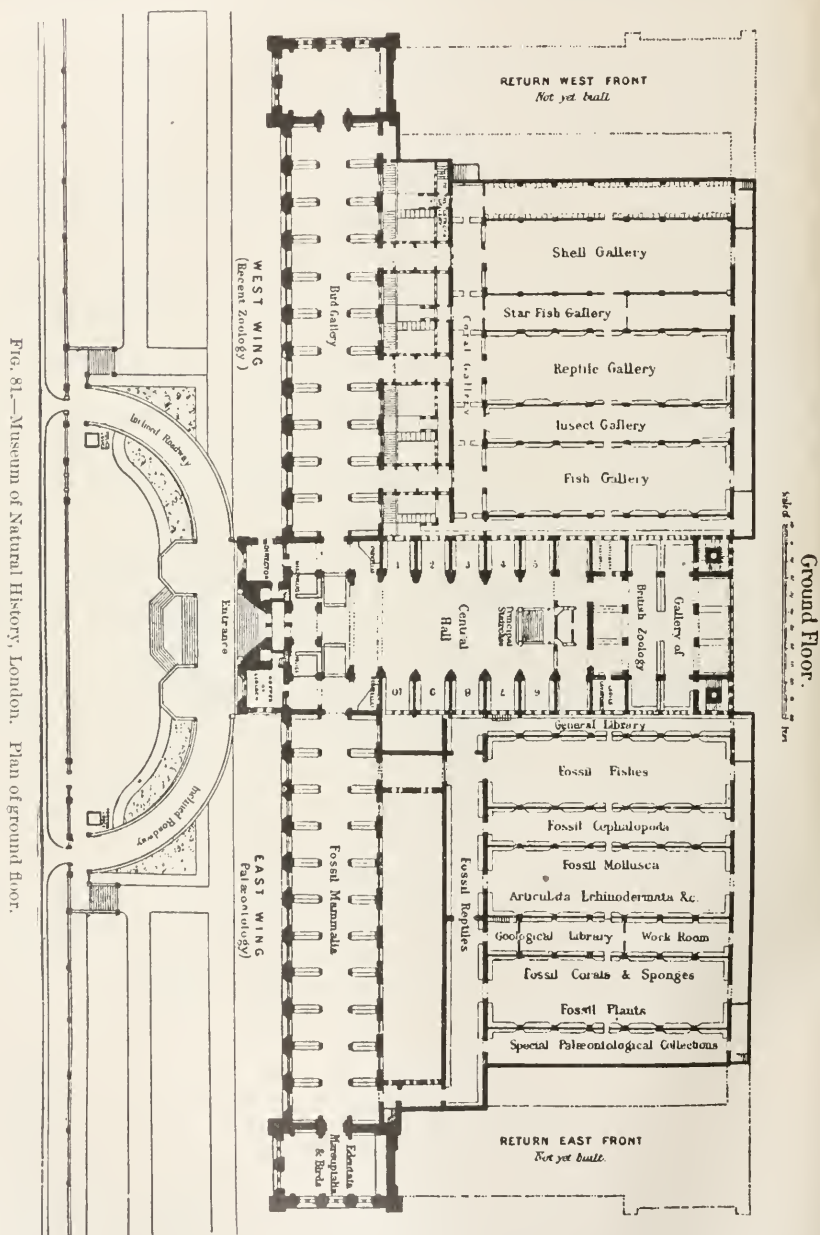 Ground Floor.
RETURN WEST FRONT
Not yet built
Shell Gallery
Star Fish Gallery
Reptile Gallery
Insect Gallery
Fish Gallery
Coral Gallery
Bird Gallery
WEST WING
(Recent Zoology)
Inclined Roadway
Entrance
1
2
3
4
5
Central
Hall
Principal
Staircase
Gallery of
British Zoology
10
9
8
7
6
General Library
Fossil Fishes
Fossil Cephalopoda
Fossil Mollusca
Articulata Echinodermata &c.
Geological Library
Work Room
Fossil Corals & Sponges
Fossil Plants
Special Palæontological Collections
Fossil Reptiles
Fossil Mammalia
EAST WING
Palæontology)
Inclined Roadway
Edentata
Marsupialia
& Birds
RETURN EAST FRONT
Not yet built.
FIG. 81.—Museum of Natural History, London. Plan of ground floor.